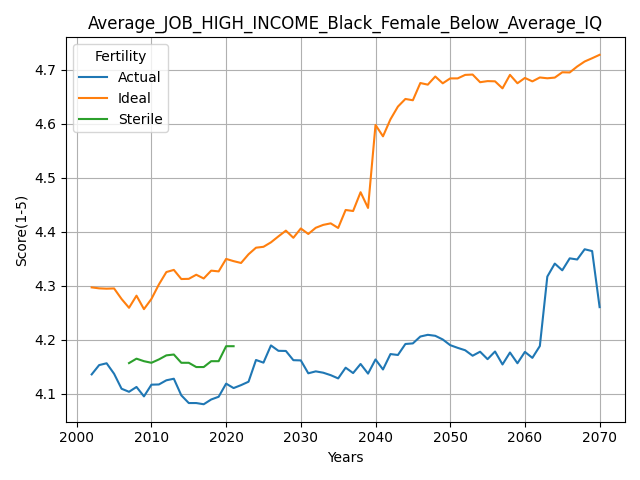 Average_JOB_HIGH_INCOME_Black_Female_Below_Average_IQ
Fertility
Actual
Ideal
Sterile
Score(1-5)
4.7
4.6
4.5
4.4
4.3
4.2
4.1
2000 2010 2020 2030 2040 2050 2060 2070
Years